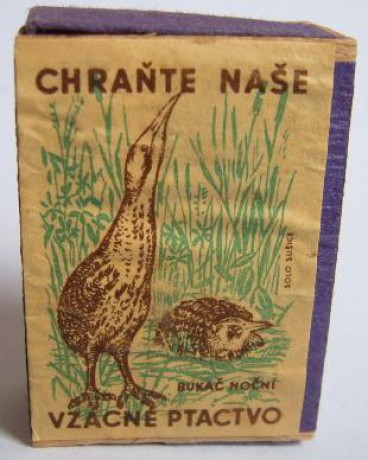 CHRAŇTE NAŠE
SOLO SUŠICE
BUKAČ NOČNÍ
VZÁCNÉ PTACTVO